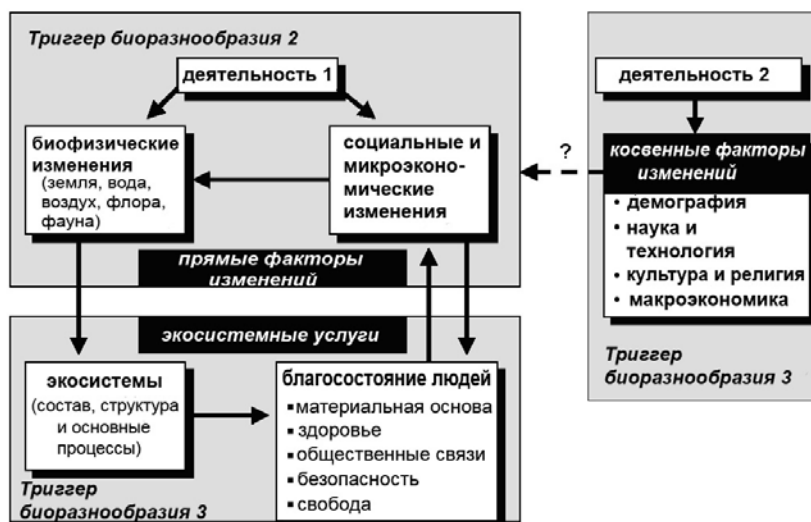 Триггер биоразнообразия 2
деятельность 1
биофизические
изменения
(земля, вода,
воздух, флора,
фауна)
социальные и
микроэконо-
мические
изменения
прямые факторы
изменений
?
деятельность 2
косвенные факторы
изменений
• демография
• наука и
технология
• культура и религия
• макроэкономика
Триггер
биоразнообразия 3
экосистемные услуги
экосистемы
(состав, структура
и основные
процессы)
благосостояние людей
▪ материальная основа
▪ здоровье
▪ общественные связи
▪ безопасность
▪ свобода
Триггер
биоразнообразия 3